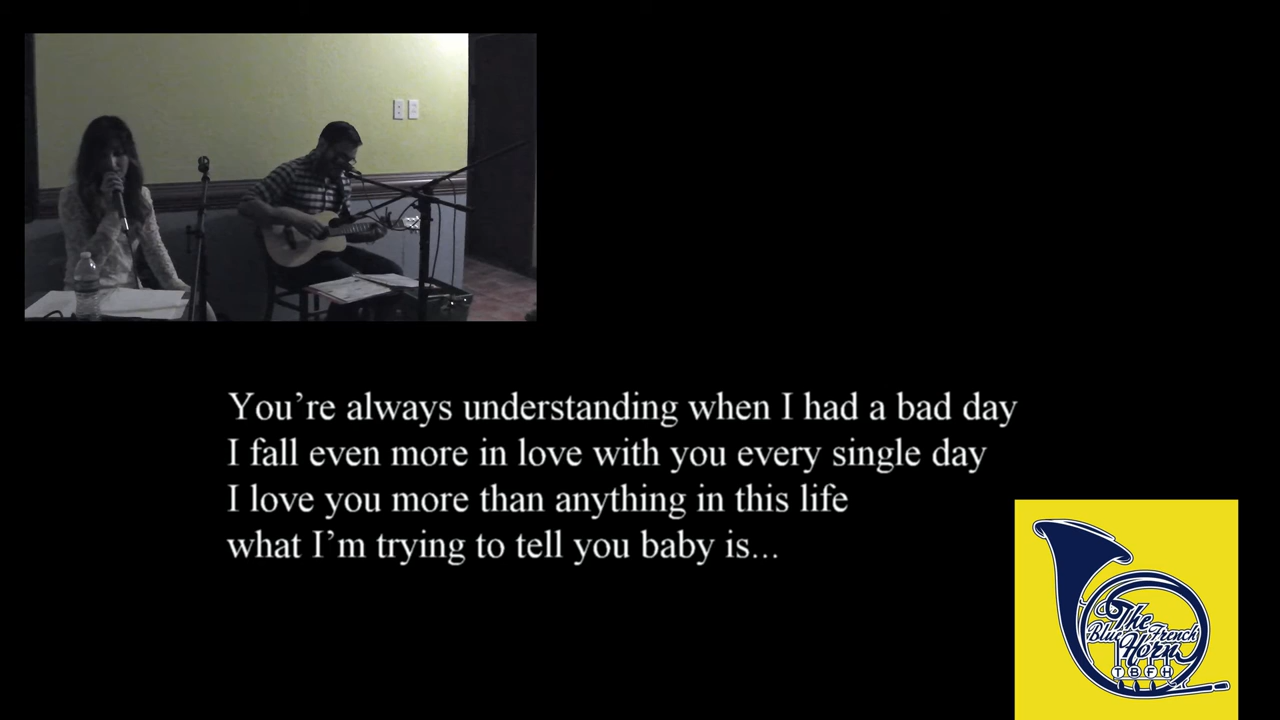 You’re always understanding when I had a bad day
I fall even more in love with you every single day
I love you more than anything in this life
what I’m trying to tell you baby is...
The
Blue French
Horn
TBFH